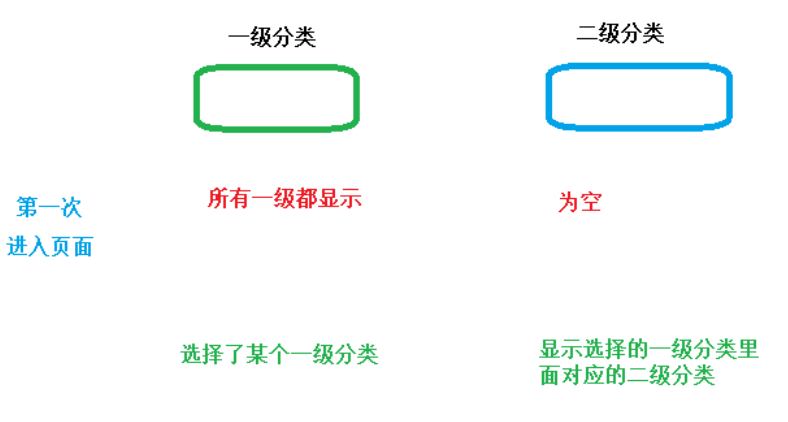 一级分类
二级分类
第一次
进入页面
所有一级都显示
为空
选择了某个一级分类
显示选择的一级分类里
面对应的二级分类